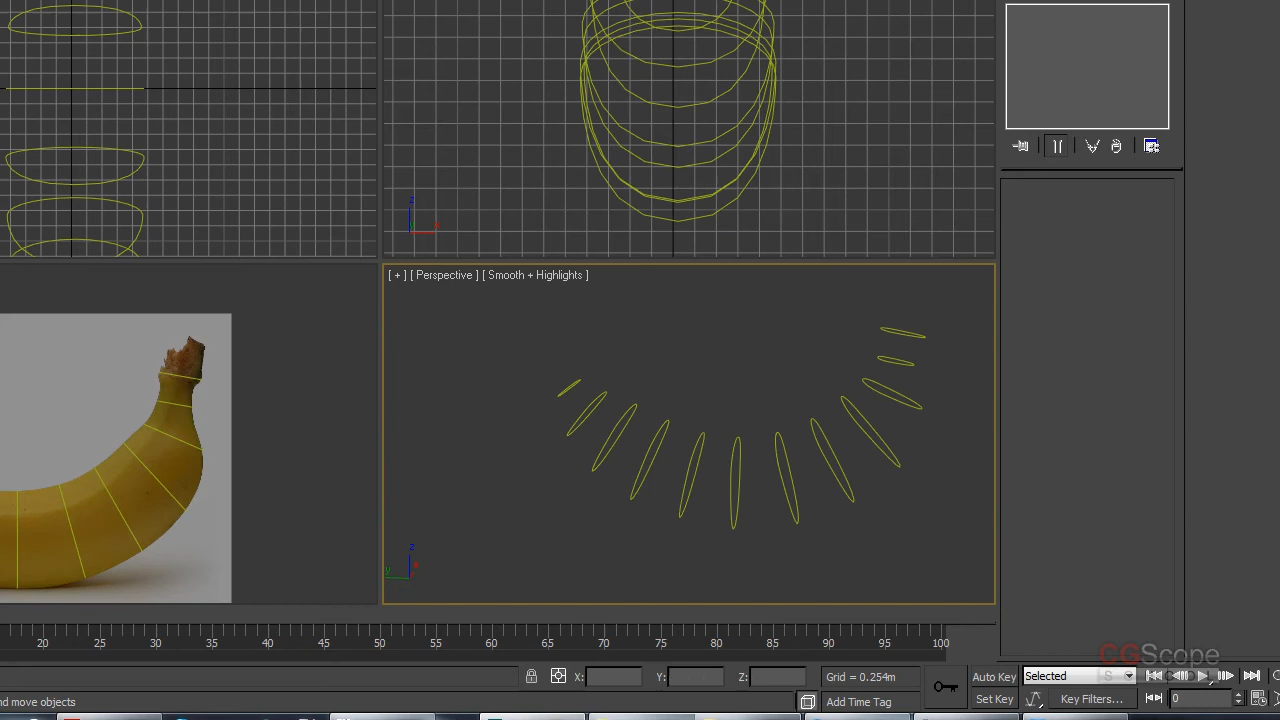 z
x
[ + ] [ Perspective ] [ Smooth + Highlights ]
z
y
x
20 25 30 35 40 45 50 55 60 65 70 75 80 85 90 95 100
CGScope
X: Y: Z: Grid = 0.254m Auto Key Selected
nd move objects Add Time Tag Set Key Key Filters... 0